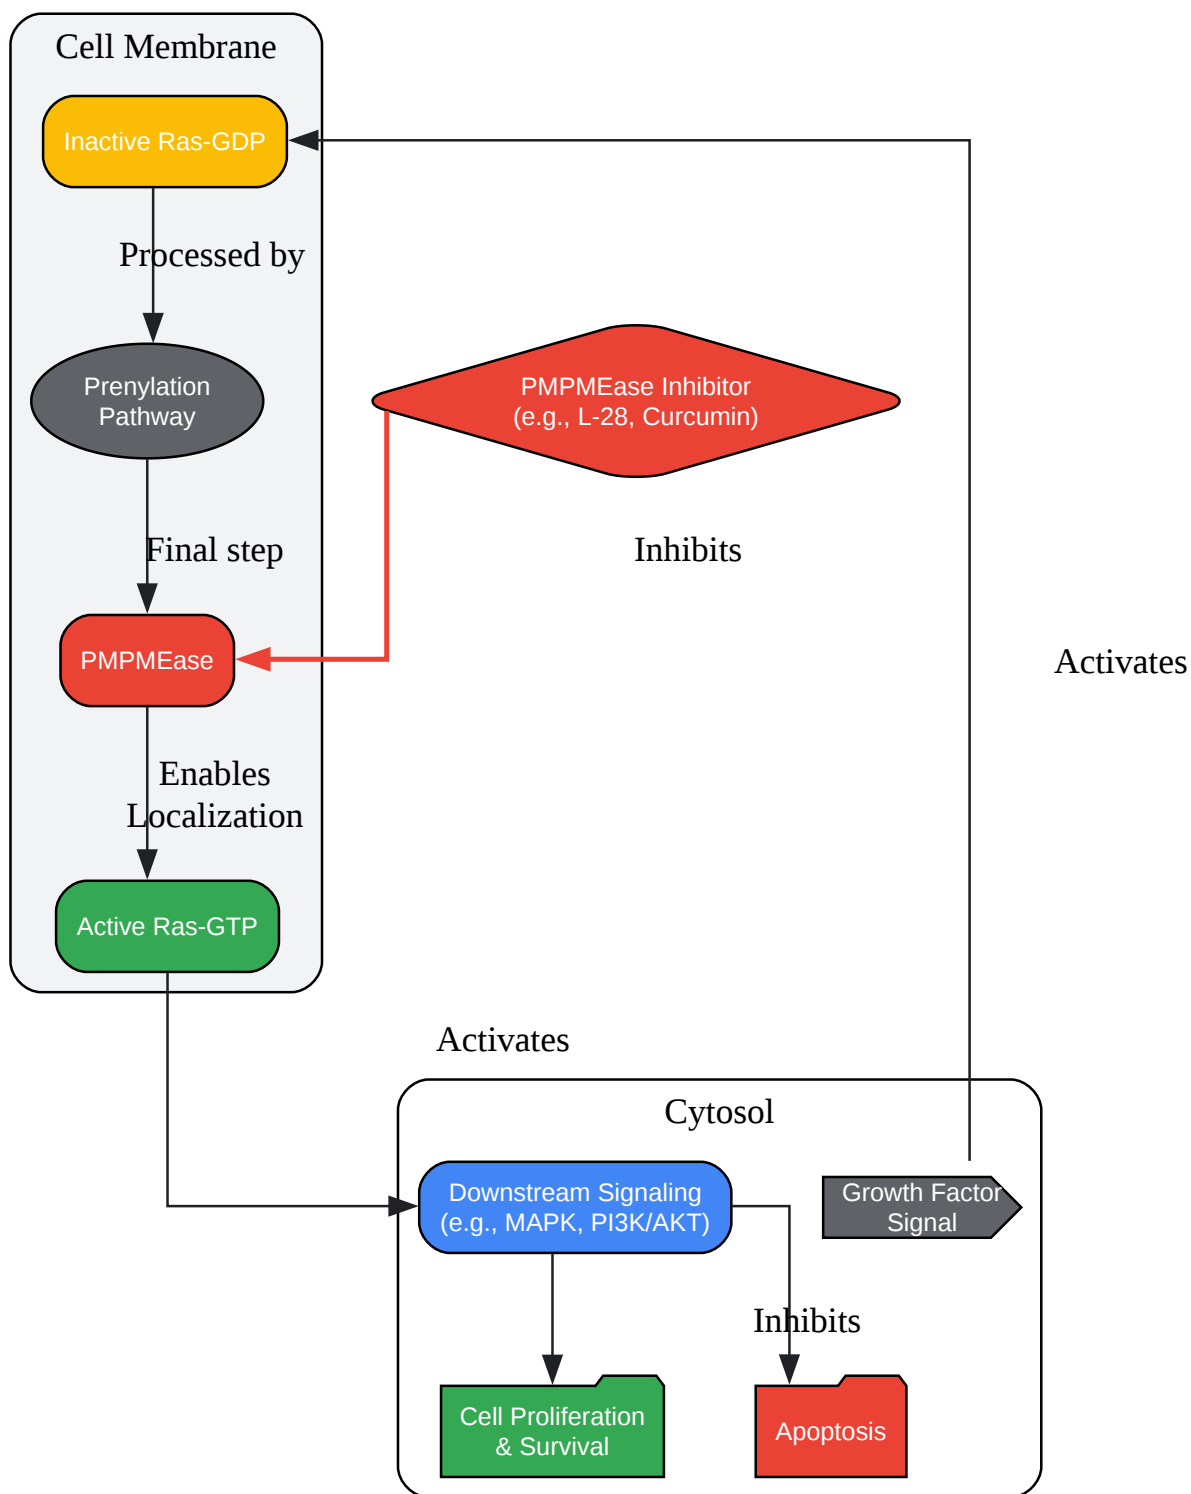 Cell Membrane
Inactive Ras-GDP
Processed by
Prenylation
Pathway
PMPMEase Inhibitor
(e.g., L-28, Curcumin)
Final step
Inhibits
PMPMEase
Activates
Enables
Localization
Active Ras-GTP
Activates
Cytosol
Downstream Signaling
(e.g., MAPK, PI3K/AKT)
Growth Factor
Signal
Inhibits
Cell Proliferation
& Survival
Apoptosis